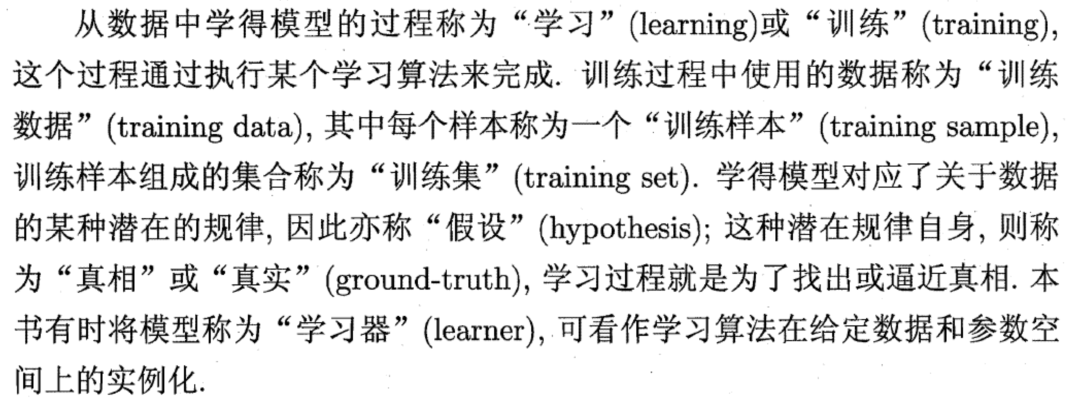 从数据中学得模型的过程称为“学习”(learning)或“训练”(training),
这个过程通过执行某个学习算法来完成. 训练过程中使用的数据称为“训练
数据”(training data), 其中每个样本称为一个“训练样本”(training sample),
训练样本组成的集合称为“训练集”(training set). 学得模型对应了关于数据
的某种潜在的规律, 因此亦称“假设”(hypothesis); 这种潜在规律自身, 则称
为“真相”或“真实”(ground-truth), 学习过程就是为了找出或逼近真相. 本
书有时将模型称为“学习器”(learner), 可看作学习算法在给定数据和参数空
间上的实例化.